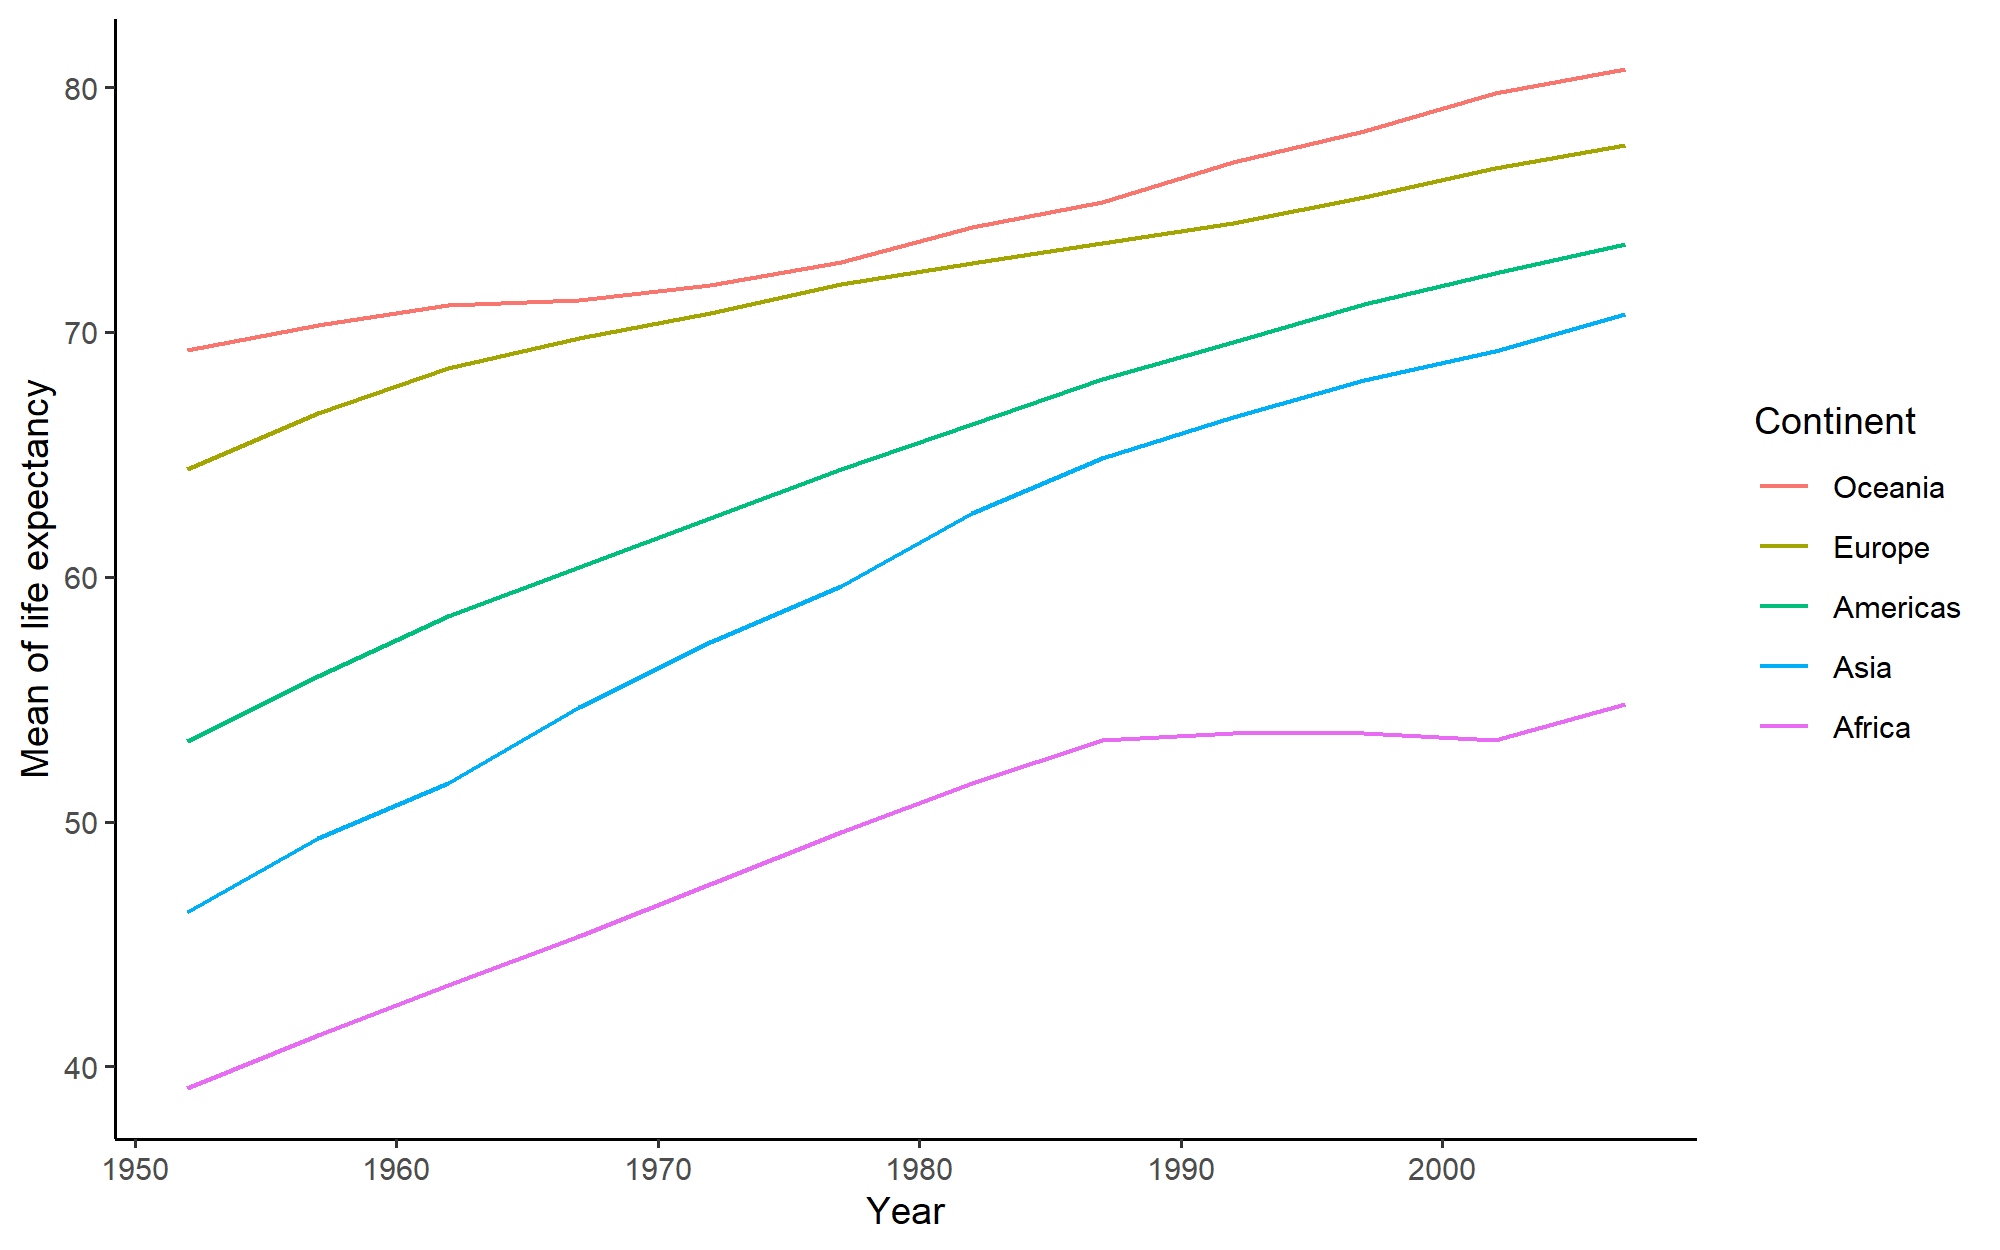 80
70
60
50
40
Mean of life expectancy
1950 1960 1970 1980 1990 2000
Year
Continent
Oceania
Europe
Americas
Asia
Africa